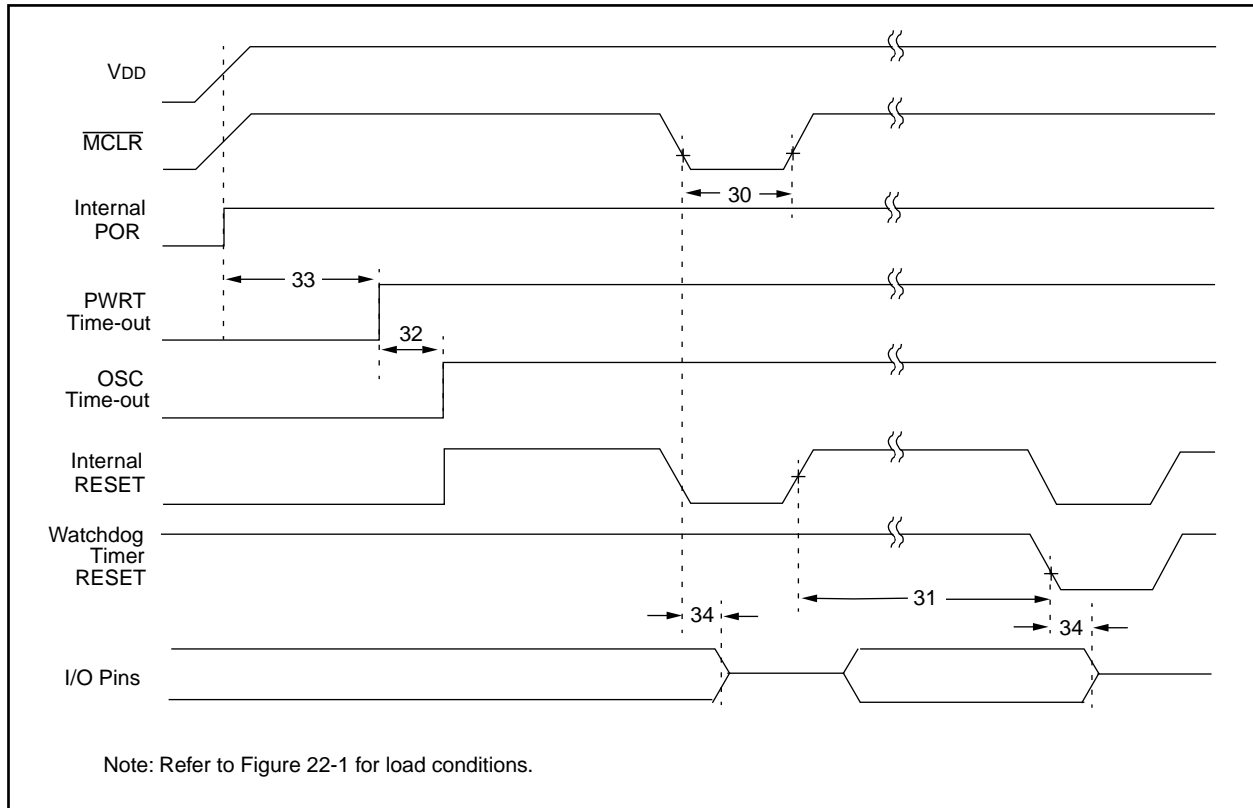 VDD
MCLR
Internal
POR
30
33
PWRT
Time-out
32
OSC
Time-out
Internal
RESET
Watchdog
Timer
RESET
31
34
34
I/O Pins
Note: Refer to Figure 22-1 for load conditions.